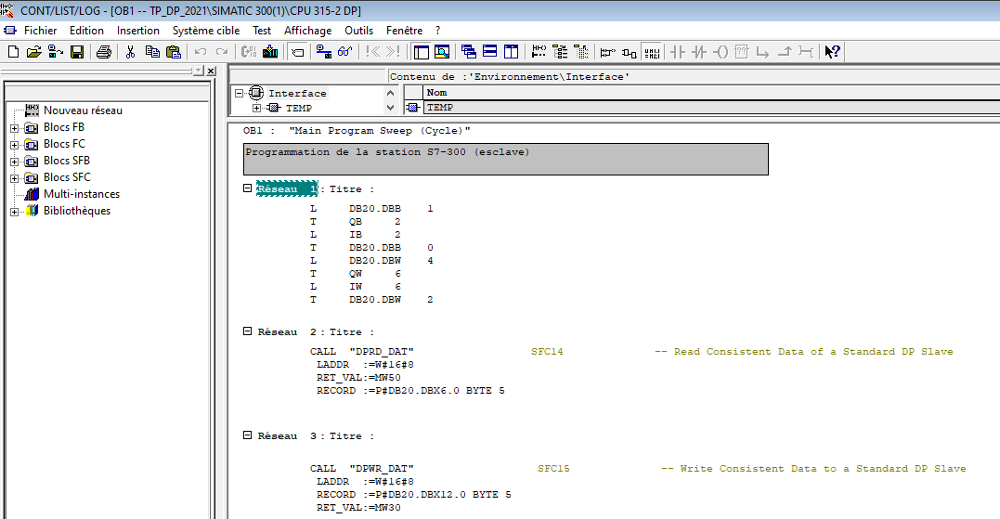 CONT/LIST/LOG - [OB1 -- TP_DP_2021\SIMATIC 300(1)\CPU 315-2 DP]
Fichier Edition Insertion Système cible Test Affichage Outils Fenêtre ?
Contenu de :'Environnement\Interface'
Interface
TEMP
Nom
TEMP
Nouveau réseau
Blocs FB
Blocs FC
Blocs SFB
Blocs SFC
Multi-instances
Bibliothèques
OB1 : "Main Program Sweep (Cycle)"
Programmation de la station S7-300 (esclave)
Réseau 1 : Titre :
L DB20.DBB 1
T QB 2
L IB 2
T DB20.DBB 0
L DB20.DBW 4
T QW 6
L IW 6
T DB20.DBW 2
Réseau 2 : Titre :
CALL "DPRD_DAT" SFC14 -- Read Consistent Data of a Standard DP Slave
LADDR :=W#16#8
RET_VAL:=MW50
RECORD :=P#DB20.DBX6.0 BYTE 5
Réseau 3 : Titre :
CALL "DPWR_DAT" SFC15 -- Write Consistent Data to a Standard DP Slave
LADDR :=W#16#8
RECORD :=P#DB20.DBX12.0 BYTE 5
RET_VAL:=MW30